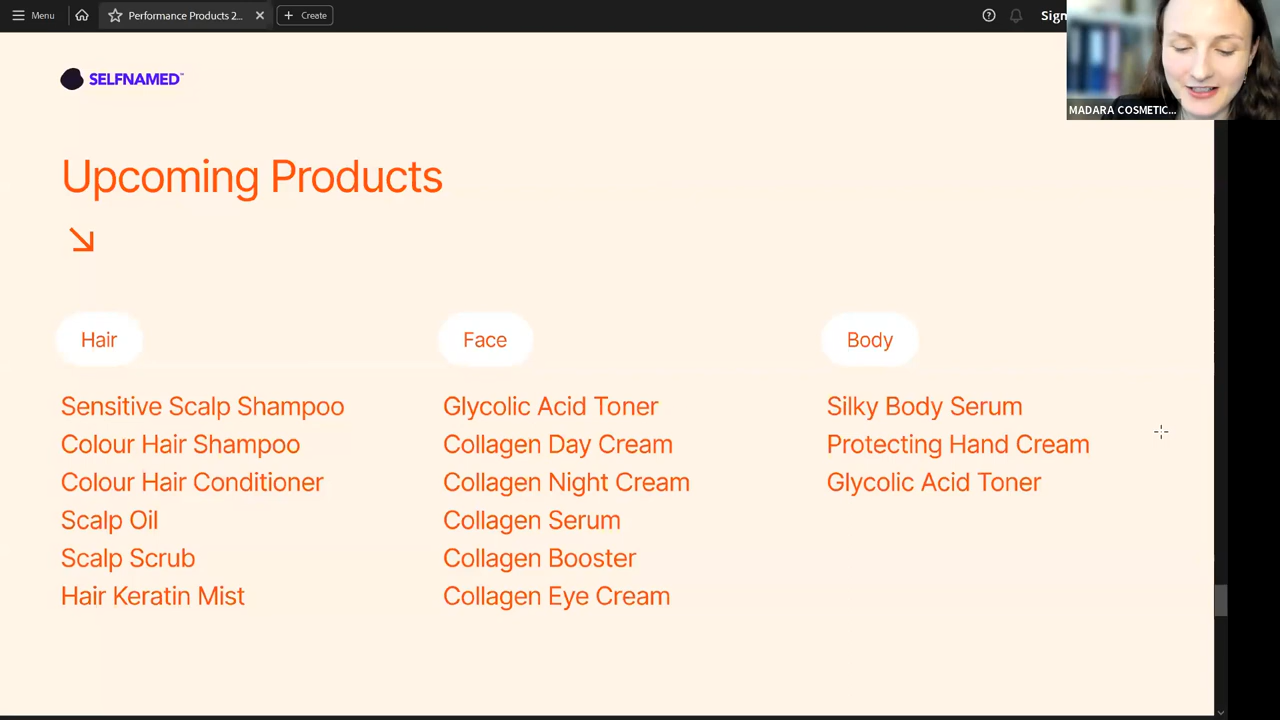 Menu
Performance Products 2...
Create
Sign
MADARA COSMETIC...
SELFNAMED™
Upcoming Products
Hair
Sensitive Scalp Shampoo
Colour Hair Shampoo
Colour Hair Conditioner
Scalp Oil
Scalp Scrub
Hair Keratin Mist
Face
Glycolic Acid Toner
Collagen Day Cream
Collagen Night Cream
Collagen Serum
Collagen Booster
Collagen Eye Cream
Body
Silky Body Serum
Protecting Hand Cream
Glycolic Acid Toner